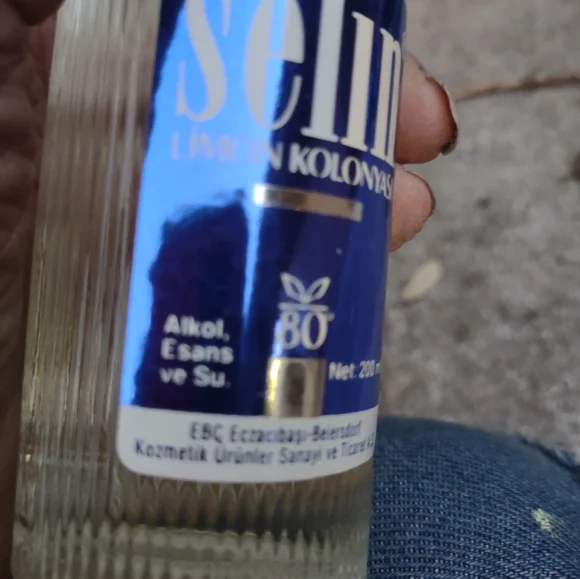 selin
LİMON KOLONYASI
80°
Alkol,
Esans
ve Su.
Net: 200 m
EBÇ Eczacıbaşı-Beiersdorf
Kozmetik Ürünler Sanayi ve Ticaret A.Ş.